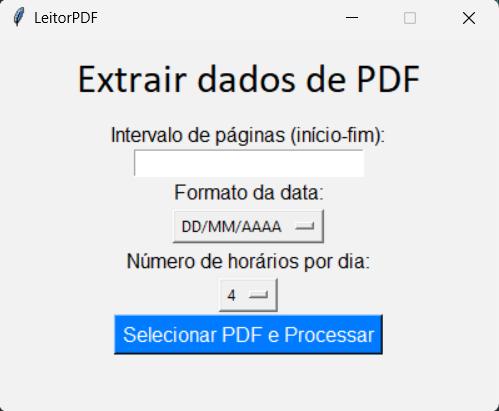 LeitorPDF
Extrair dados de PDF
Intervalo de páginas (início-fim):
Formato da data:
DD/MM/AAAA
Número de horários por dia:
4
Selecionar PDF e Processar